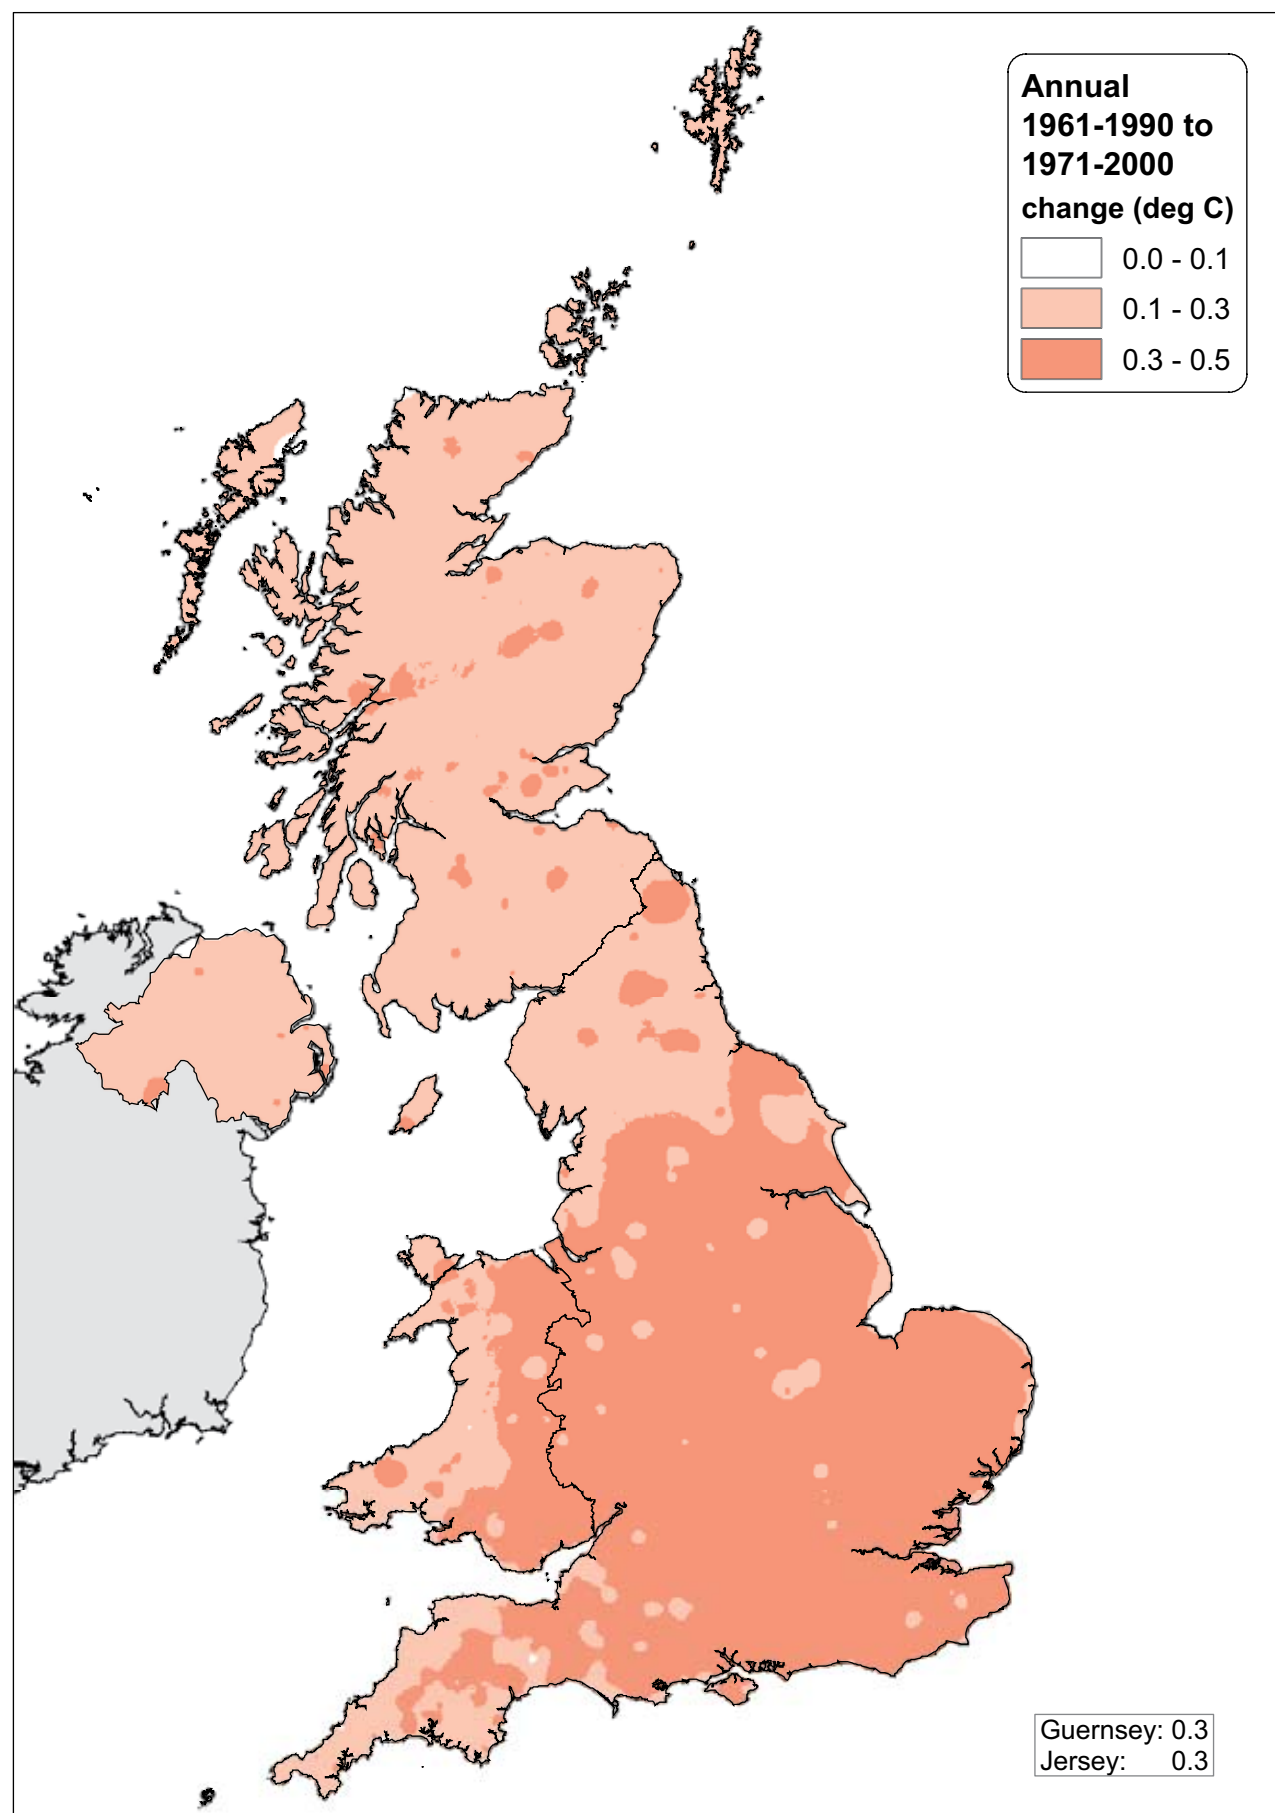 Annual
1961-1990 to
1971-2000
change (deg C)
0.0 - 0.1
0.1 - 0.3
0.3 - 0.5
Guernsey: 0.3
Jersey: 0.3